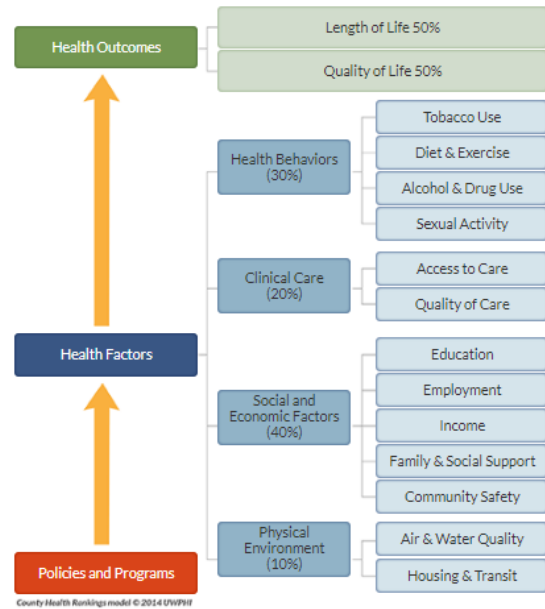 Health Outcomes
Length of Life 50%
Quality of Life 50%
Health Behaviors
(30%)
Tobacco Use
Diet & Exercise
Alcohol & Drug Use
Sexual Activity
Clinical Care
(20%)
Access to Care
Quality of Care
Health Factors
Social and
Economic Factors
(40%)
Education
Employment
Income
Family & Social Support
Community Safety
Physical
Environment
(10%)
Air & Water Quality
Housing & Transit
Policies and Programs
County Health Rankings model © 2014 UWPHI